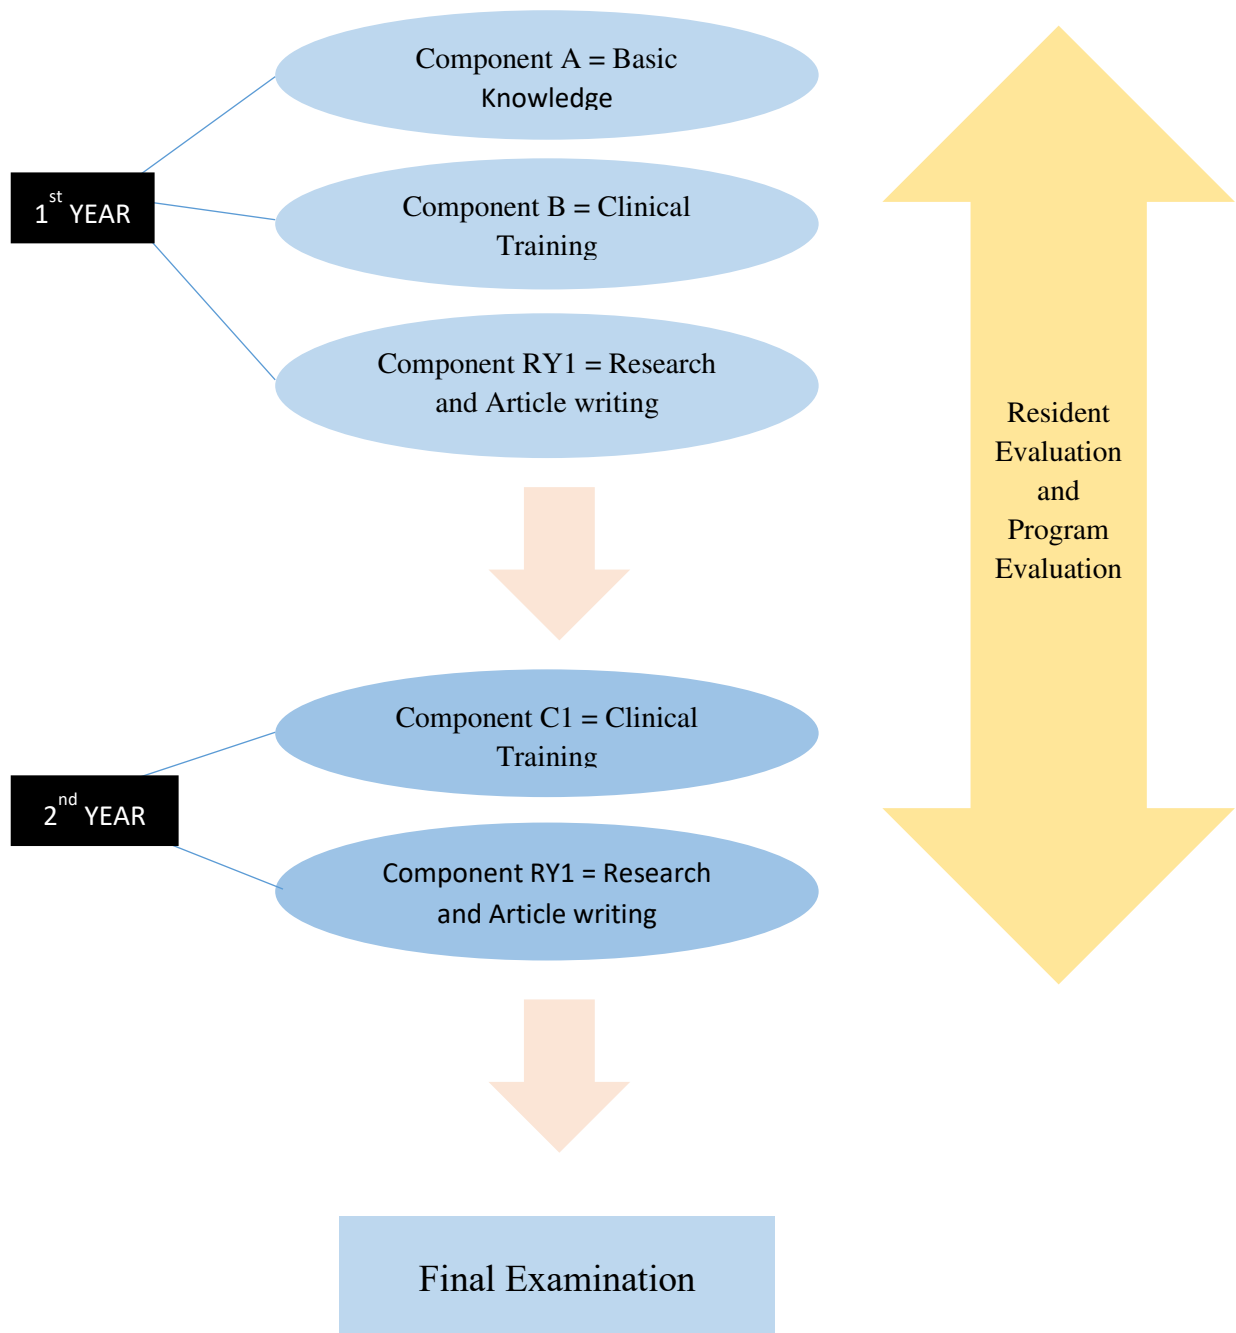 Component A = Basic
Knowledge
1st YEAR
Component B = Clinical
Training
Component RY1 = Research
and Article writing
Resident
Evaluation
and
Program
Evaluation
Component C1 = Clinical
Training
2nd YEAR
Component RY1 = Research
and Article writing
Final Examination